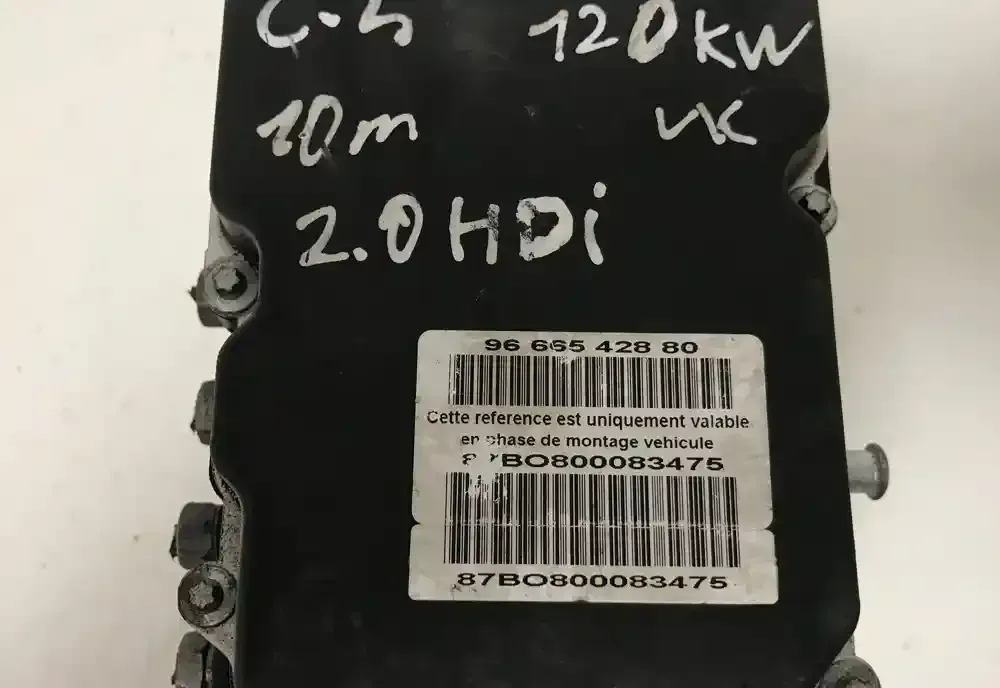 C-5 120KW
10m VK
2.0HDi
96 665 428 80
Cette reference est uniquement valable
en phase de montage vehicule
87BO800083475
87BO800083475